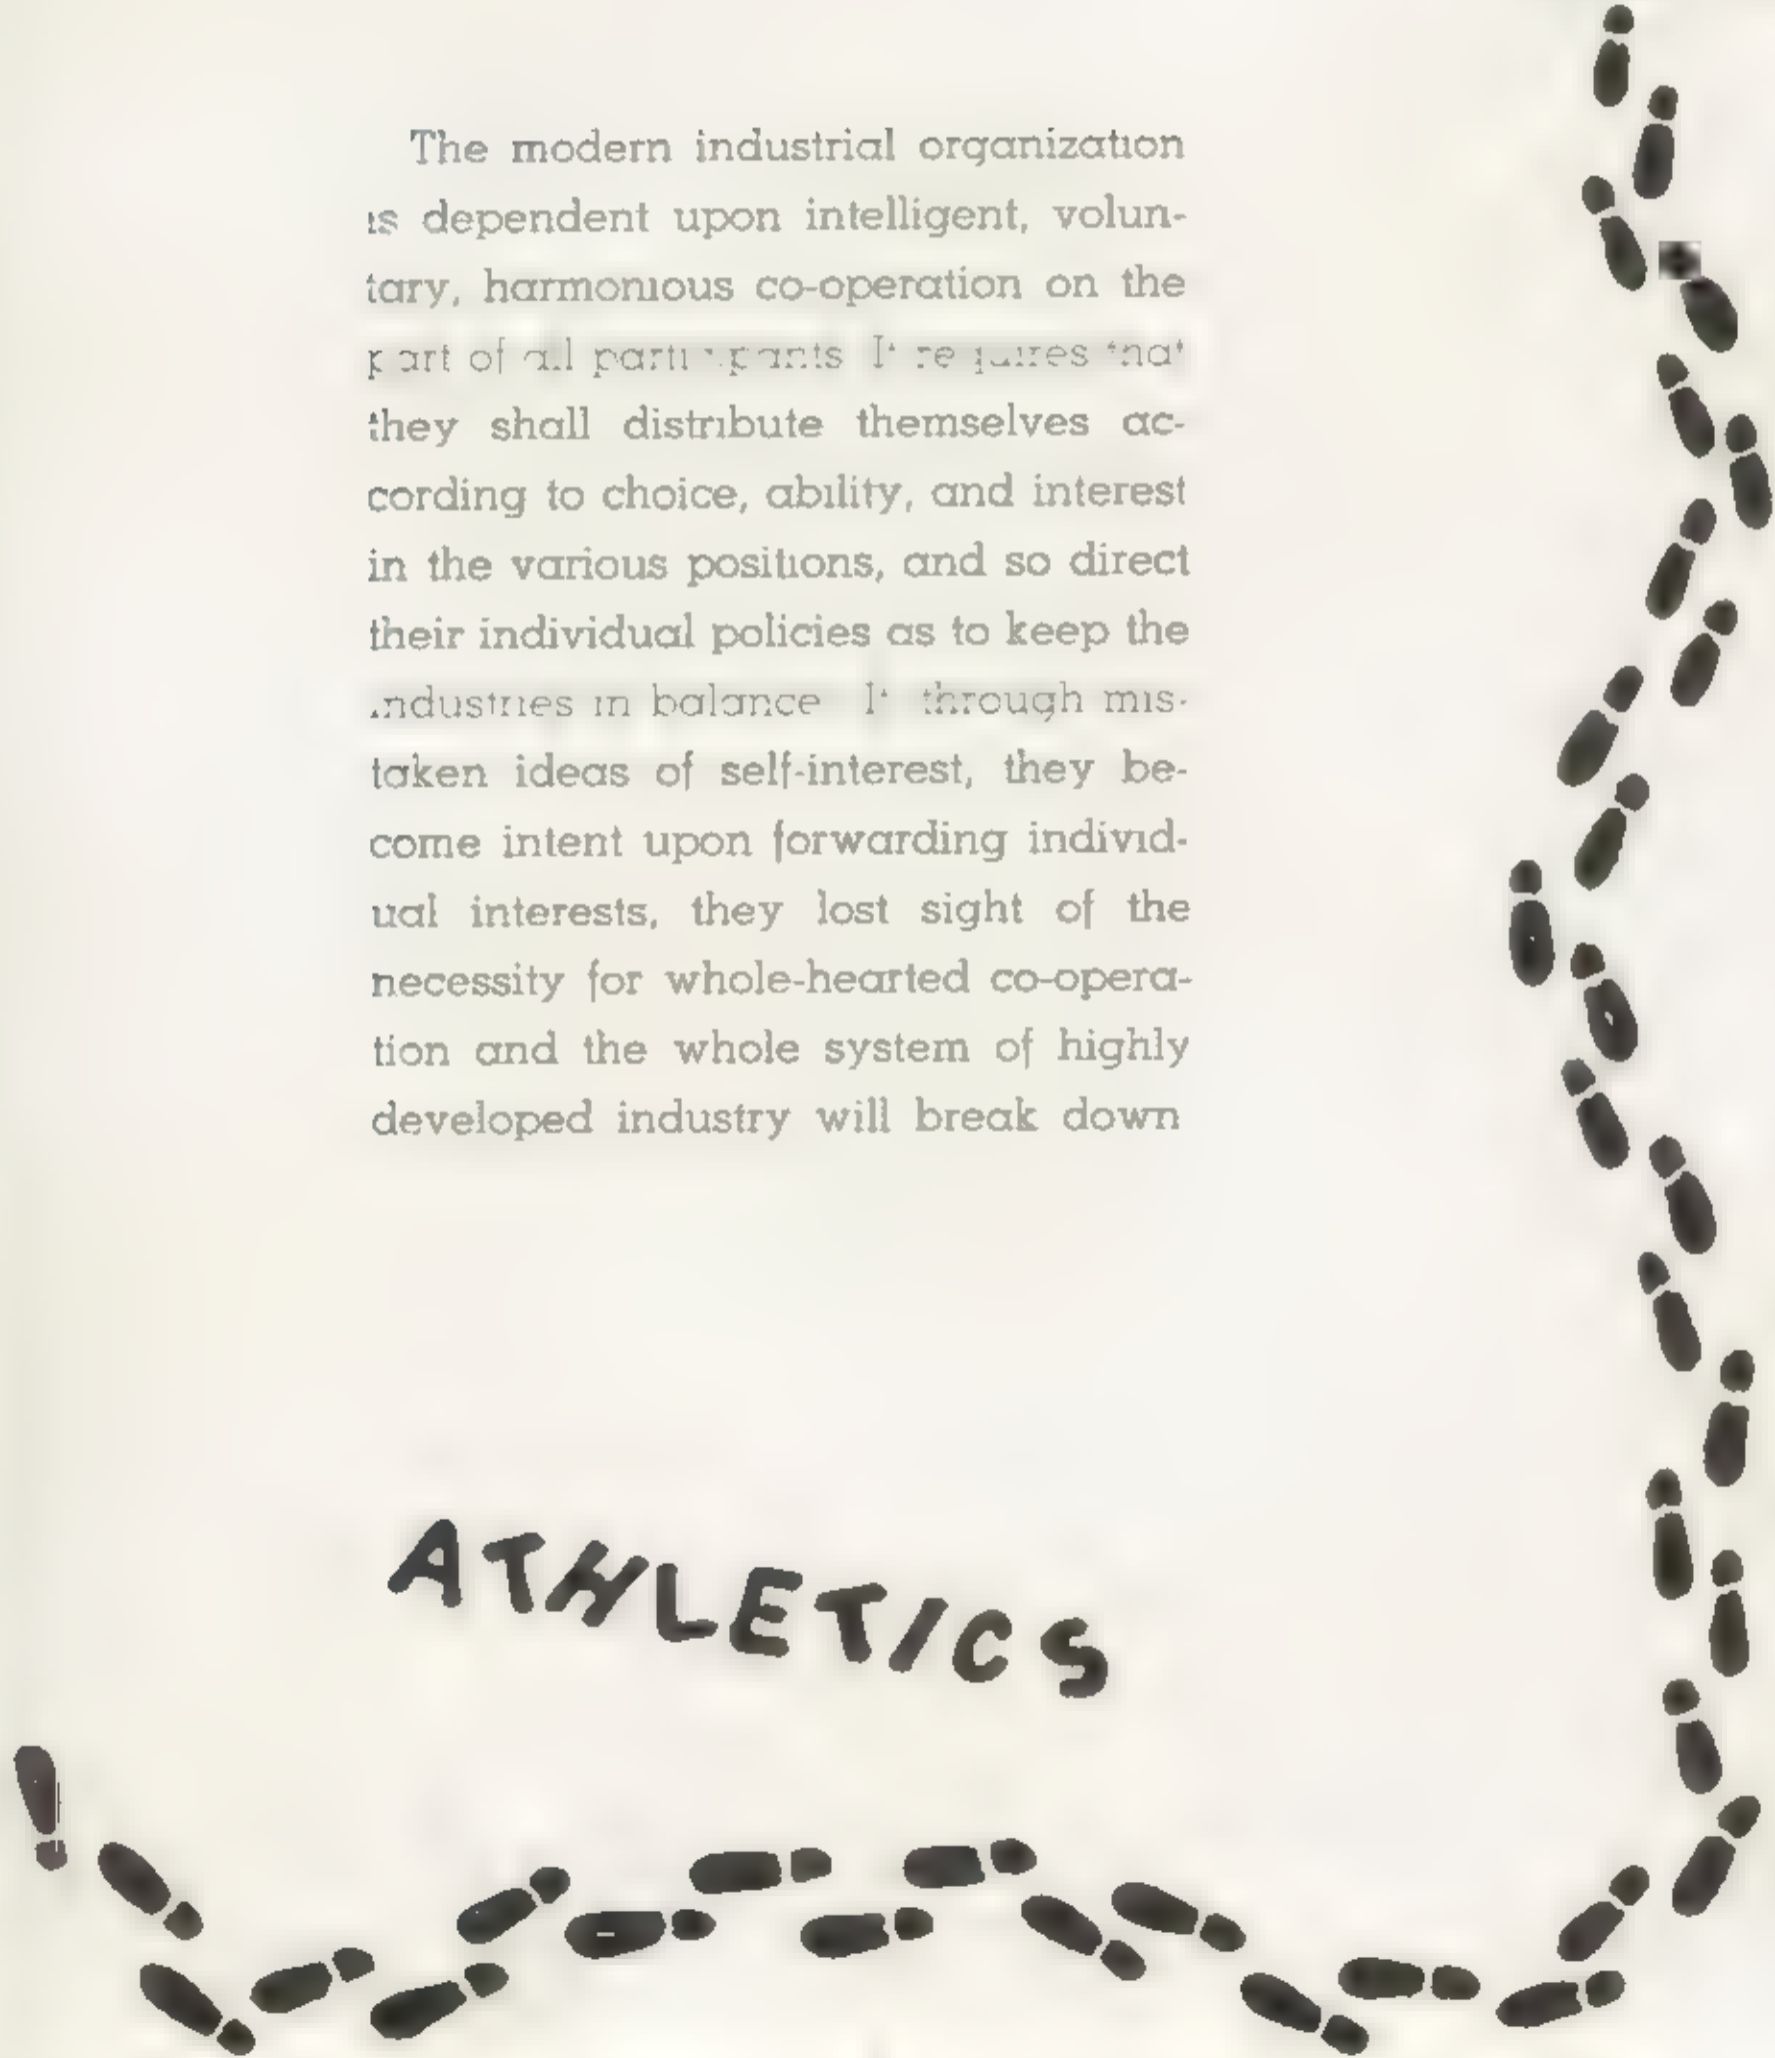 The modern industrial organization
is dependent upon intelligent, volun-
tary, harmonious co-operation on the
part of all participants It requires that
they shall distribute themselves ac-
cording to choice, ability, and interest
in the various positions, and so direct
their individual policies as to keep the
industries in balance If through mis-
taken ideas of self-interest, they be-
come intent upon forwarding individ-
ual interests, they lost sight of the
necessity for whole-hearted co-opera-
tion and the whole system of highly
developed industry will break down
ATHLETICS